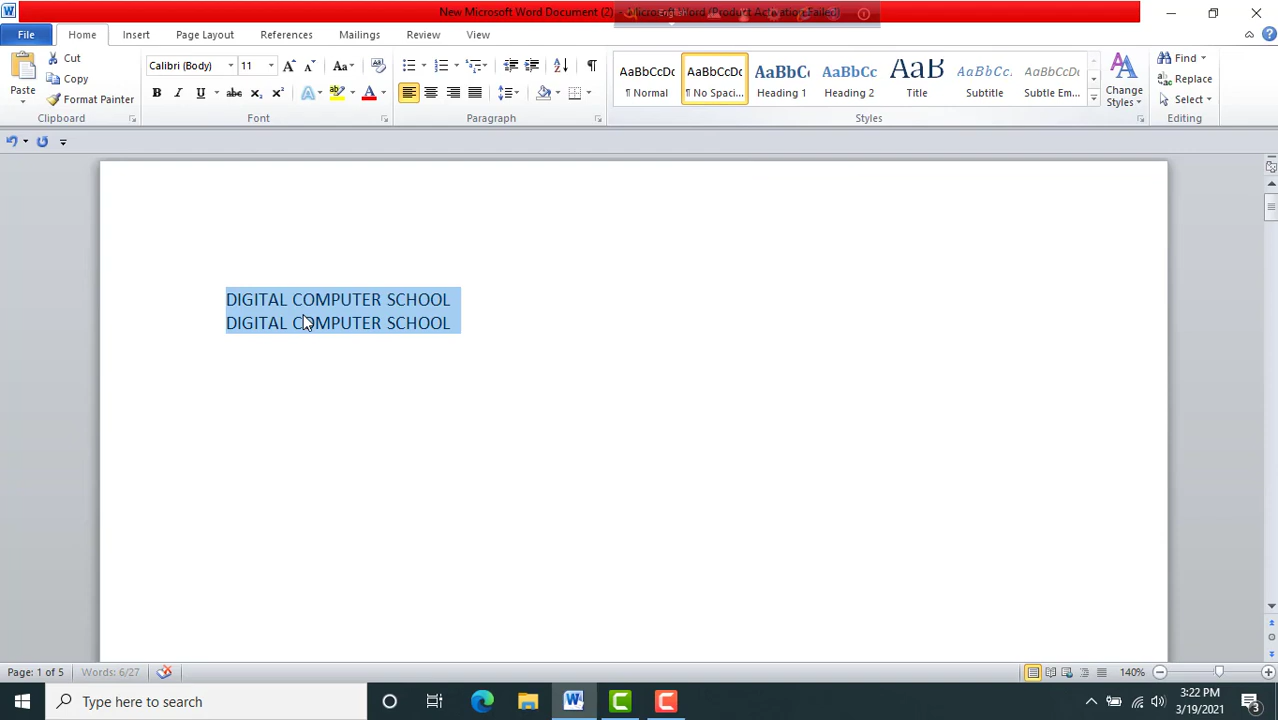 New Microsoft Word Document (2) - Microsoft Word (Product Activation Failed)
File Home Insert Page Layout References Mailings Review View
Cut
Copy
Format Painter
Paste
Clipboard
Calibri (Body) 11
Font
Paragraph
AaBbCcDc AaBbCcDc AaBbCc AaBbCc AaB AaBbCc. AaBbCcDc
¶ Normal ¶ No Spaci... Heading 1 Heading 2 Title Subtitle Subtle Em...
Change
Styles
Styles
Find
Replace
Select
Editing
DIGITAL COMPUTER SCHOOL
DIGITAL COMPUTER SCHOOL
Page: 1 of 5 Words: 6/27 140%
Type here to search
3:22 PM
3/19/2021
3